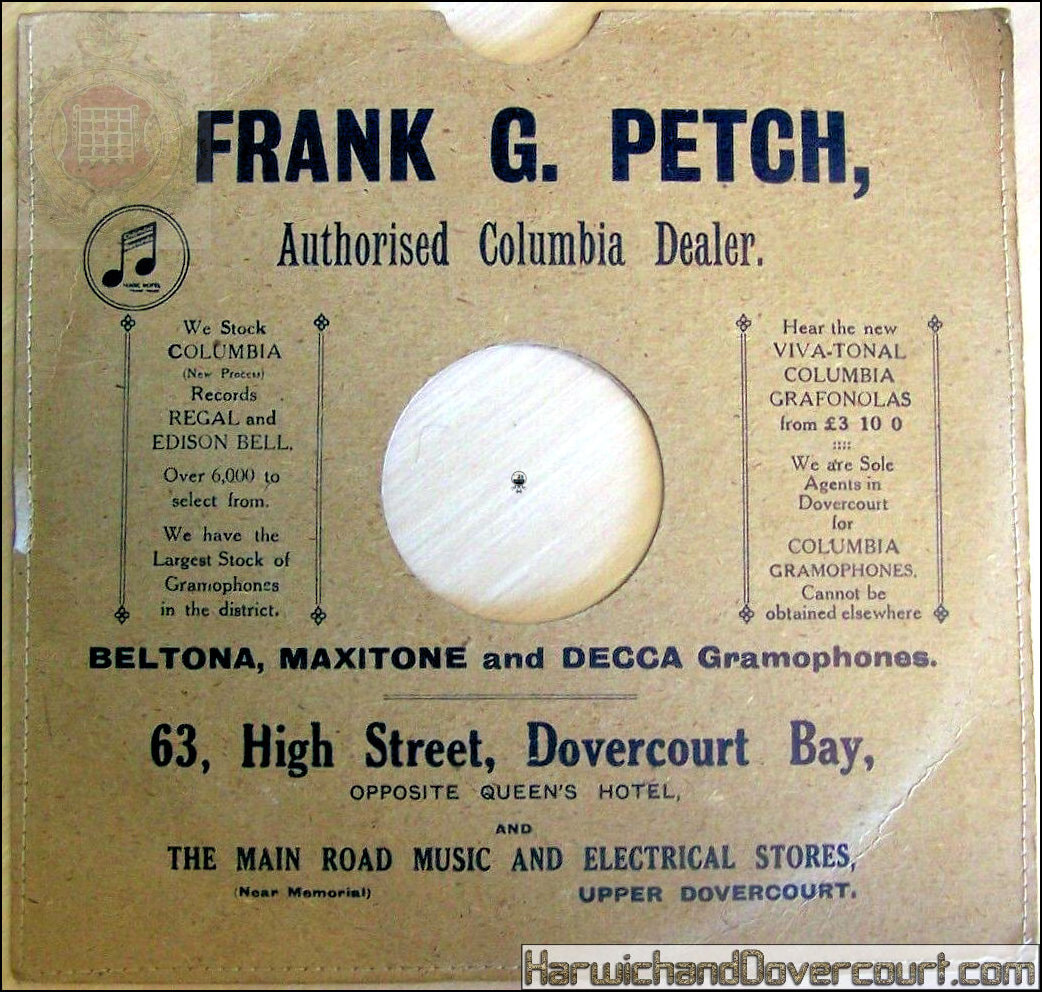 FRANK G. PETCH,
Authorised Columbia Dealer.
We Stock
COLUMBIA
(New Process)
Records
REGAL and
EDISON BELL.
Over 6,000 to
select from.
We have the
Largest Stock of
Gramophones
in the district.
Hear the new
VIVA-TONAL
COLUMBIA
GRAFONOLAS
from £3 10 0
::::
We are Sole
Agents in
Dovercourt
for
COLUMBIA
GRAMOPHONES.
Cannot be
obtained elsewhere
BELTONA, MAXITONE and DECCA Gramophones.
63, High Street, Dovercourt Bay,
OPPOSITE QUEEN'S HOTEL,
AND
THE MAIN ROAD MUSIC AND ELECTRICAL STORES,
(Near Memorial) UPPER DOVERCOURT.
HarwichandDovercourt.com